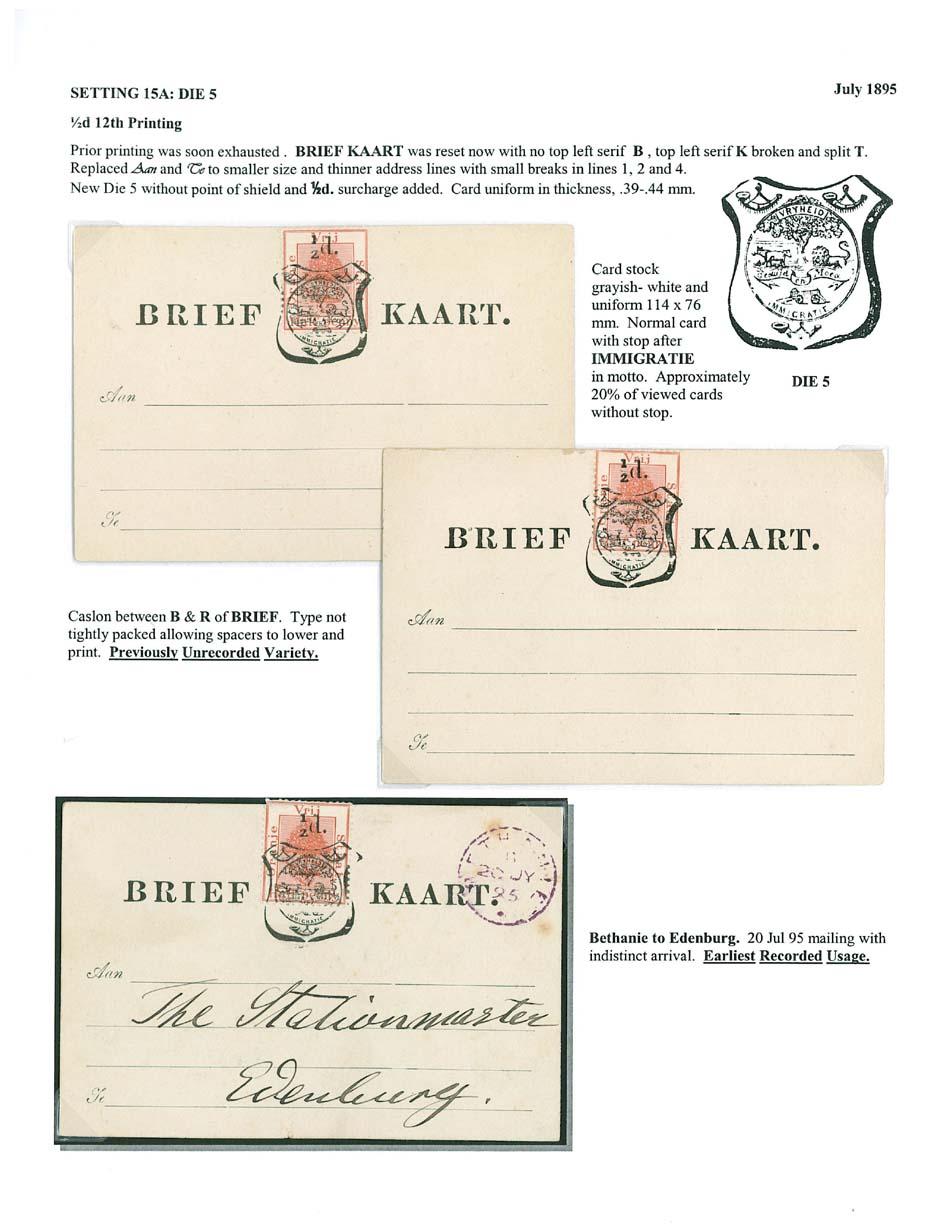 SETTING 15A: DIE 5
July 1895
½d 12th Printing
Prior printing was soon exhausted . BRIEF KAART was reset now with no top left serif B , top left serif K broken and split T.
Replaced Aan and Te to smaller size and thinner address lines with small breaks in lines 1, 2 and 4.
New Die 5 without point of shield and ½d. surcharge added. Card uniform in thickness, .39-.44 mm.
VRYHEID
Geduld en Moed
IMMIGRATIE
DIE 5
Card stock
grayish- white and
uniform 114 x 76
mm. Normal card
with stop after
IMMIGRATIE
in motto. Approximately
20% of viewed cards
without stop.
Vrij
½d.
BRIEF KAART.
IMMIGRATIE
Aan
Te
Vrij
½d.
BRIEF KAART.
IMMIGRATIE
Aan
Te
Caslon between B & R of BRIEF. Type not
tightly packed allowing spacers to lower and
print. Previously Unrecorded Variety.
Vrij
½d.
BRIEF KAART.
IMMIGRATIE
20 JY
95
Aan
The Stationmaster
Edenburg.
Te
Bethanie to Edenburg. 20 Jul 95 mailing with
indistinct arrival. Earliest Recorded Usage.